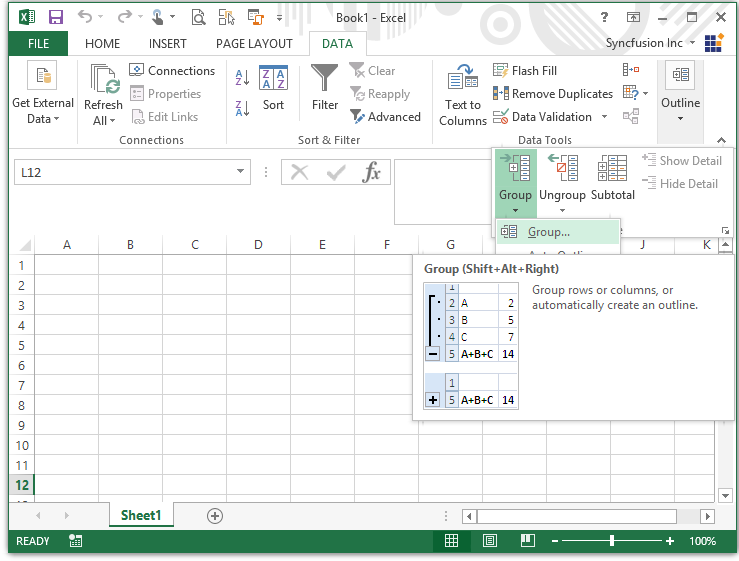 Book1 - Excel
?
FILE HOME INSERT PAGE LAYOUT DATA Syncfusion Inc
Get External
Data
Refresh
All
Connections
Properties
Edit Links
Connections
A
Z
Z
A
Z A
A Z
Sort
Filter
Clear
Reapply
Advanced
Sort & Filter
Text to
Columns
Flash Fill
Remove Duplicates
Data Validation
Data Tools
Outline
L12
fx
Group
Ungroup
Subtotal
Show Detail
Hide Detail
Group...
A B C D E F G J K
Group (Shift+Alt+Right)
Group rows or columns, or
automatically create an outline.
1
2 A 2
3 B 5
4 C 7
5 A+B+C 14
1
5 A+B+C 14
1
2
3
4
5
6
7
8
9
10
11
12
Sheet1
READY
100%